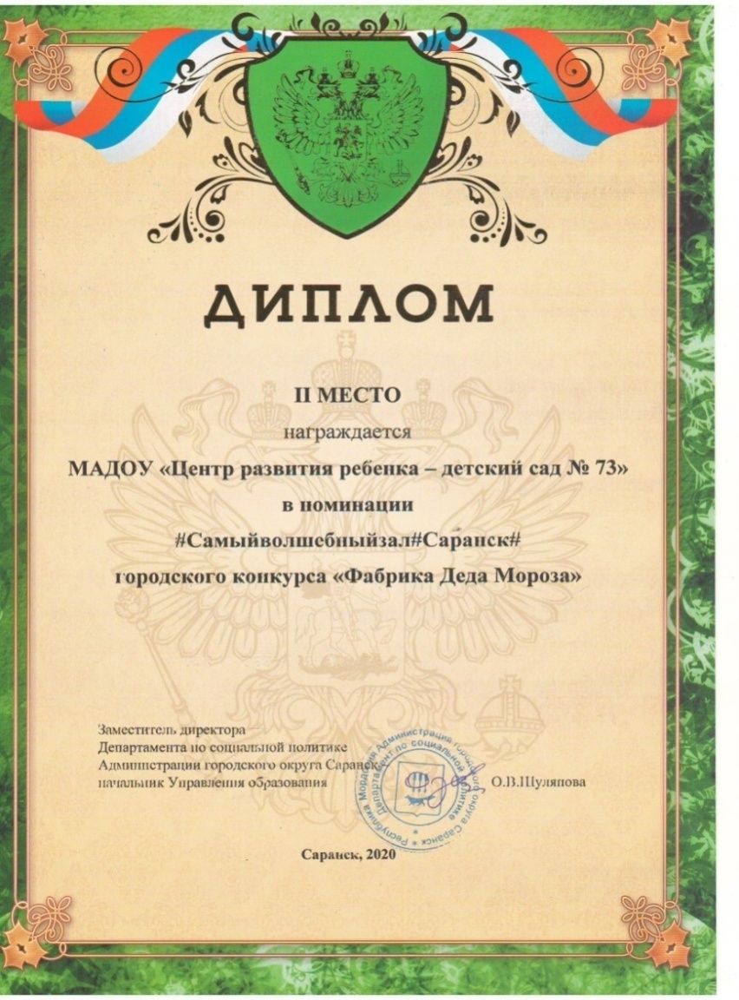 ДИПЛОМ
II МЕСТО
награждается
МАДОУ «Центр развития ребенка – детский сад № 73»
в номинации
#Самыйволшебныйзал#Саранск#
городского конкурса «Фабрика Деда Мороза»
Заместитель директора –
Департамента по социальной политике
Администрации городского округа Саранск
начальник Управления образования
О.В.Шуляпова
Республика Мордовия Администрация городского округа Саранск
Департамент по социальной политике
Саранск, 2020